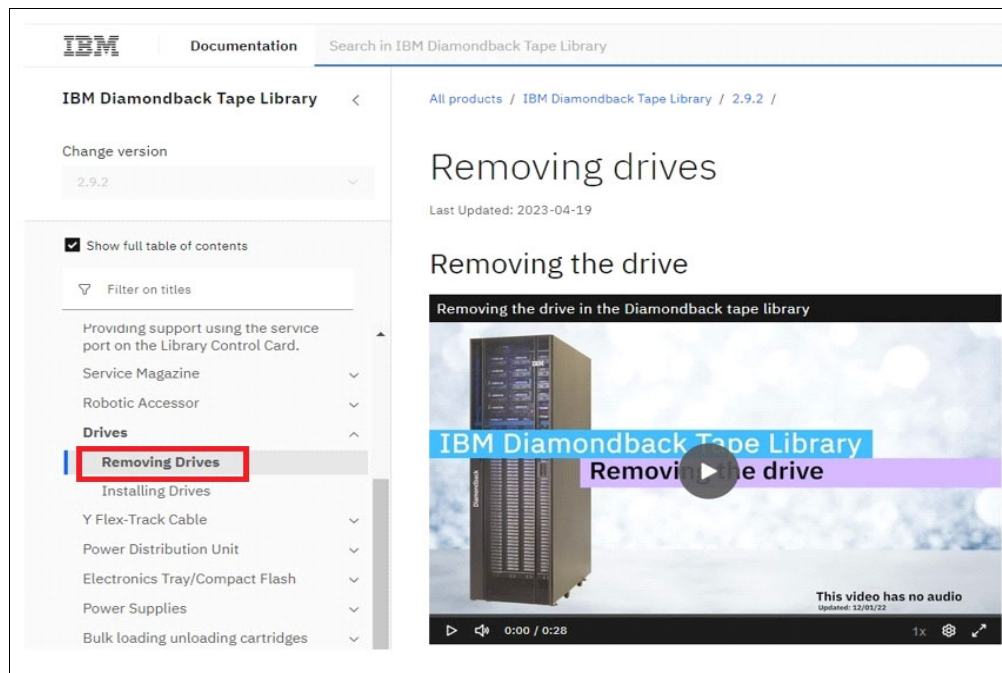 IBM
Documentation
Search in IBM Diamondback Tape Library
IBM Diamondback Tape Library
Change version
2.9.2
Show full table of contents
Filter on titles
Providing support using the service
port on the Library Control Card.
Service Magazine
Robotic Accessor
Drives
Removing Drives
Installing Drives
Y Flex-Track Cable
Power Distribution Unit
Electronics Tray/Compact Flash
Power Supplies
Bulk loading unloading cartridges
All products / IBM Diamondback Tape Library / 2.9.2 /
Removing drives
Last Updated: 2023-04-19
Removing the drive
Removing the drive in the Diamondback tape library
IBM
Diamondback
IBM Diamondback Tape Library
Removing the drive
This video has no audio
Updated: 12/01/22
0:00 / 0:28
1x